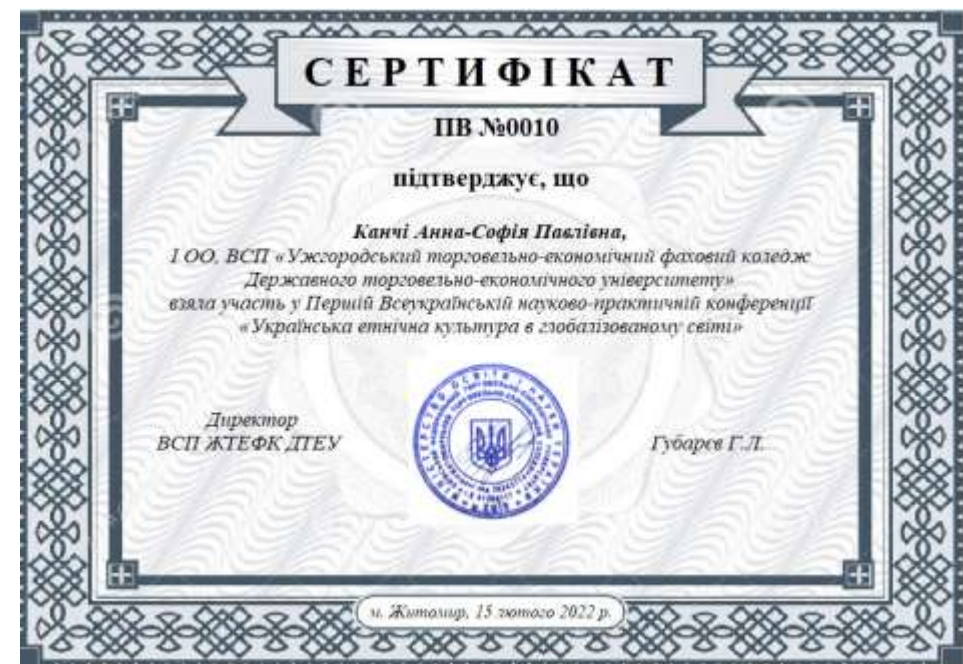 СЕРТИФІКАТ
ПВ №0010
підтверджує, що
Канчі Анна-Софія Павлівна,
І ОО, ВСП «Ужгородський торговельно-економічний фаховий коледж
Державного торговельно-економічного університету»
взяла участь у Першій Всеукраїнській науково-практичній конференції
«Українська етнічна культура в глобалізованому світі»
Директор
ВСП ЖТЕФК ДТЕУ
Губарєв Г.Л.
м. Житомир, 15 лютого 2022 р.